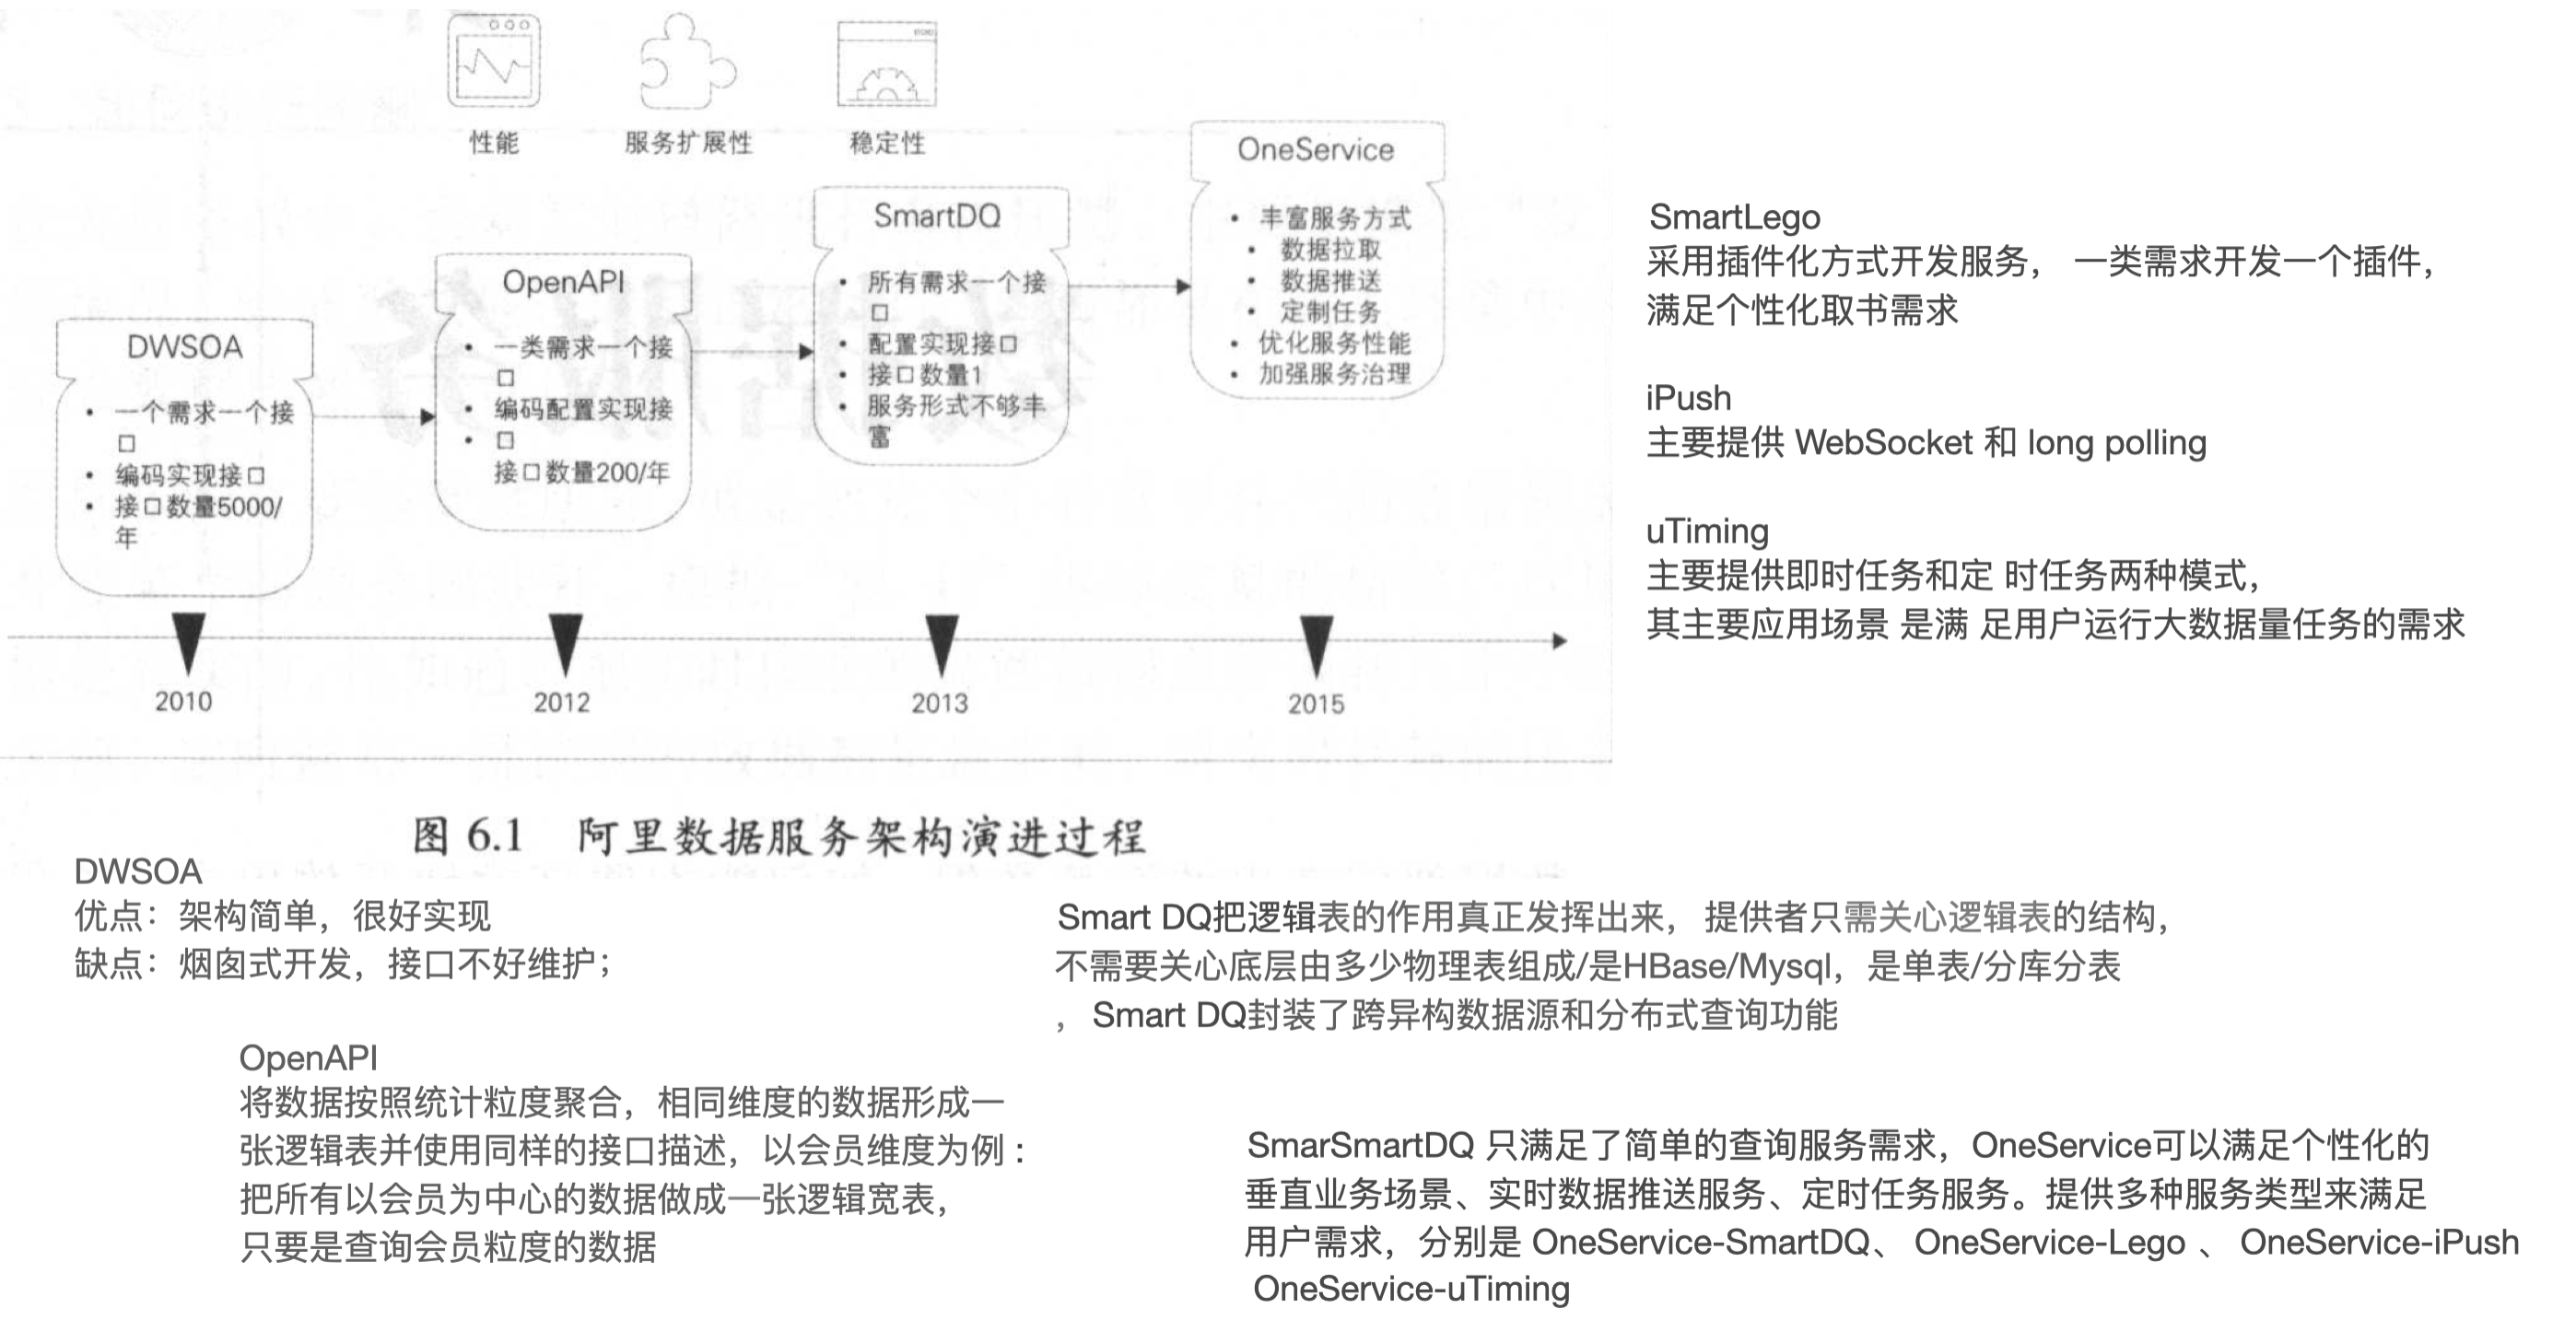 性能
服务扩展性
稳定性
DWSOA
• 一个需求一个接
口
• 编码实现接口
• 接口数量5000/
年
OpenAPI
• 一类需求一个接
口
• 编码配置实现接
• 口
接口数量200/年
SmartDQ
• 所有需求一个接
口
• 配置实现接口
• 接口数量1
• 服务形式不够丰
富
OneService
• 丰富服务方式
• 数据拉取
• 数据推送
• 定制任务
• 优化服务性能
• 加强服务治理
2010
2012
2013
2015
图 6.1 阿里数据服务架构演进过程
SmartLego
采用插件化方式开发服务， 一类需求开发一个插件，
满足个性化取书需求
iPush
主要提供 WebSocket 和 long polling
uTiming
主要提供即时任务和定 时任务两种模式，
其主要应用场景 是满 足用户运行大数据量任务的需求
DWSOA
优点：架构简单，很好实现
缺点：烟囱式开发，接口不好维护；
OpenAPI
将数据按照统计粒度聚合，相同维度的数据形成一
张逻辑表并使用同样的接口描述，以会员维度为例：
把所有以会员为中心的数据做成一张逻辑宽表，
只要是查询会员粒度的数据
Smart DQ把逻辑表的作用真正发挥出来， 提供者只需关心逻辑表的结构，
不需要关心底层由多少物理表组成/是HBase/Mysql，是单表/分库分表
， Smart DQ封装了跨异构数据源和分布式查询功能
SmarSmartDQ 只满足了简单的查询服务需求，OneService可以满足个性化的
垂直业务场景、实时数据推送服务、定时任务服务。提供多种服务类型来满足
用户需求，分别是 OneService-SmartDQ、 OneService-Lego 、 OneService-iPush
OneService-uTiming